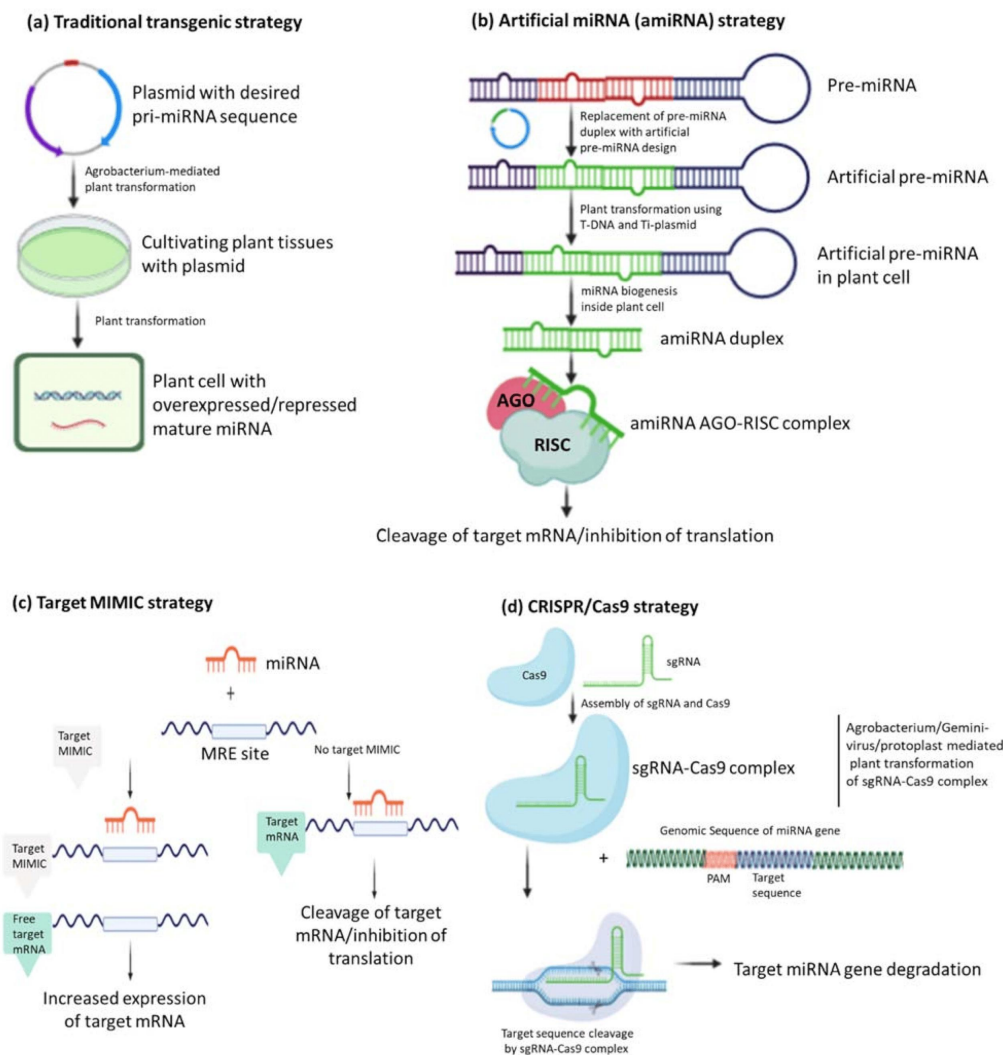 (a) Traditional transgenic strategy
Plasmid with desired
pri-miRNA sequence
Agrobacterium-mediated
plant transformation
Cultivating plant tissues
with plasmid
Plant transformation
Plant cell with
overexpressed/repressed
mature miRNA
(b) Artificial miRNA (amiRNA) strategy
Pre-miRNA
Replacement of pre-miRNA
duplex with artificial
pre-miRNA design
Artificial pre-miRNA
Plant transformation using
T-DNA and Ti-plasmid
Artificial pre-miRNA
in plant cell
miRNA biogenesis
inside plant cell
amiRNA duplex
AGO
RISC
amiRNA AGO-RISC complex
Cleavage of target mRNA/inhibition of translation
(c) Target MIMIC strategy
miRNA
+
MRE site
Target
MIMIC
No target MIMIC
Target
MIMIC
Target
mRNA
Free
target
mRNA
Cleavage of target
mRNA/inhibition of
translation
Increased expression
of target mRNA
(d) CRISPR/Cas9 strategy
Cas9
sgRNA
Assembly of sgRNA and Cas9
sgRNA-Cas9 complex
Agrobacterium/Gemini-
virus/protoplast mediated
plant transformation
of sgRNA-Cas9 complex
+
Genomic Sequence of miRNA gene
PAM
Target
sequence
Target miRNA gene degradation
Target sequence cleavage
by sgRNA-Cas9 complex